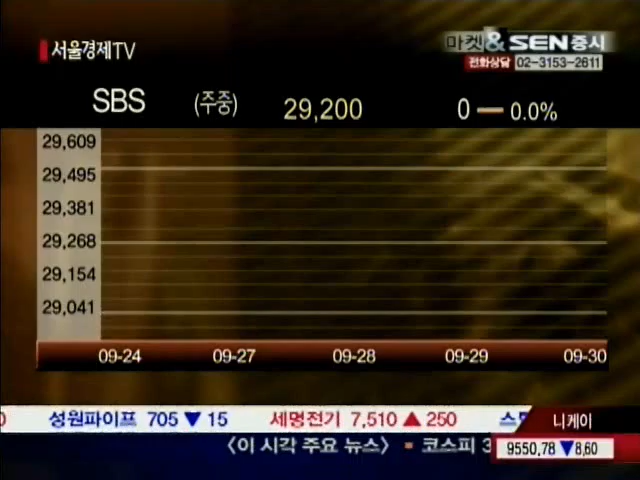 서울경제TV
마켓&SEN증시
전화상담 02-3153-2611
SBS (주중) 29,200 0 0.0%
29,609
29,495
29,381
29,268
29,154
29,041
09-24 09-27 09-28 09-29 09-30
0 성원파이프 705 ▼ 15 세명전기 7,510 ▲ 250 스 니케이
〈이 시각 주요 뉴스〉 코스피 3 9550.78 ▼8.60